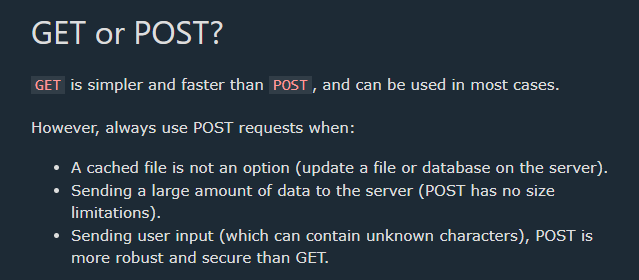 GET or POST?
GET is simpler and faster than POST, and can be used in most cases.
However, always use POST requests when:
• A cached file is not an option (update a file or database on the server).
• Sending a large amount of data to the server (POST has no size
limitations).
• Sending user input (which can contain unknown characters), POST is
more robust and secure than GET.